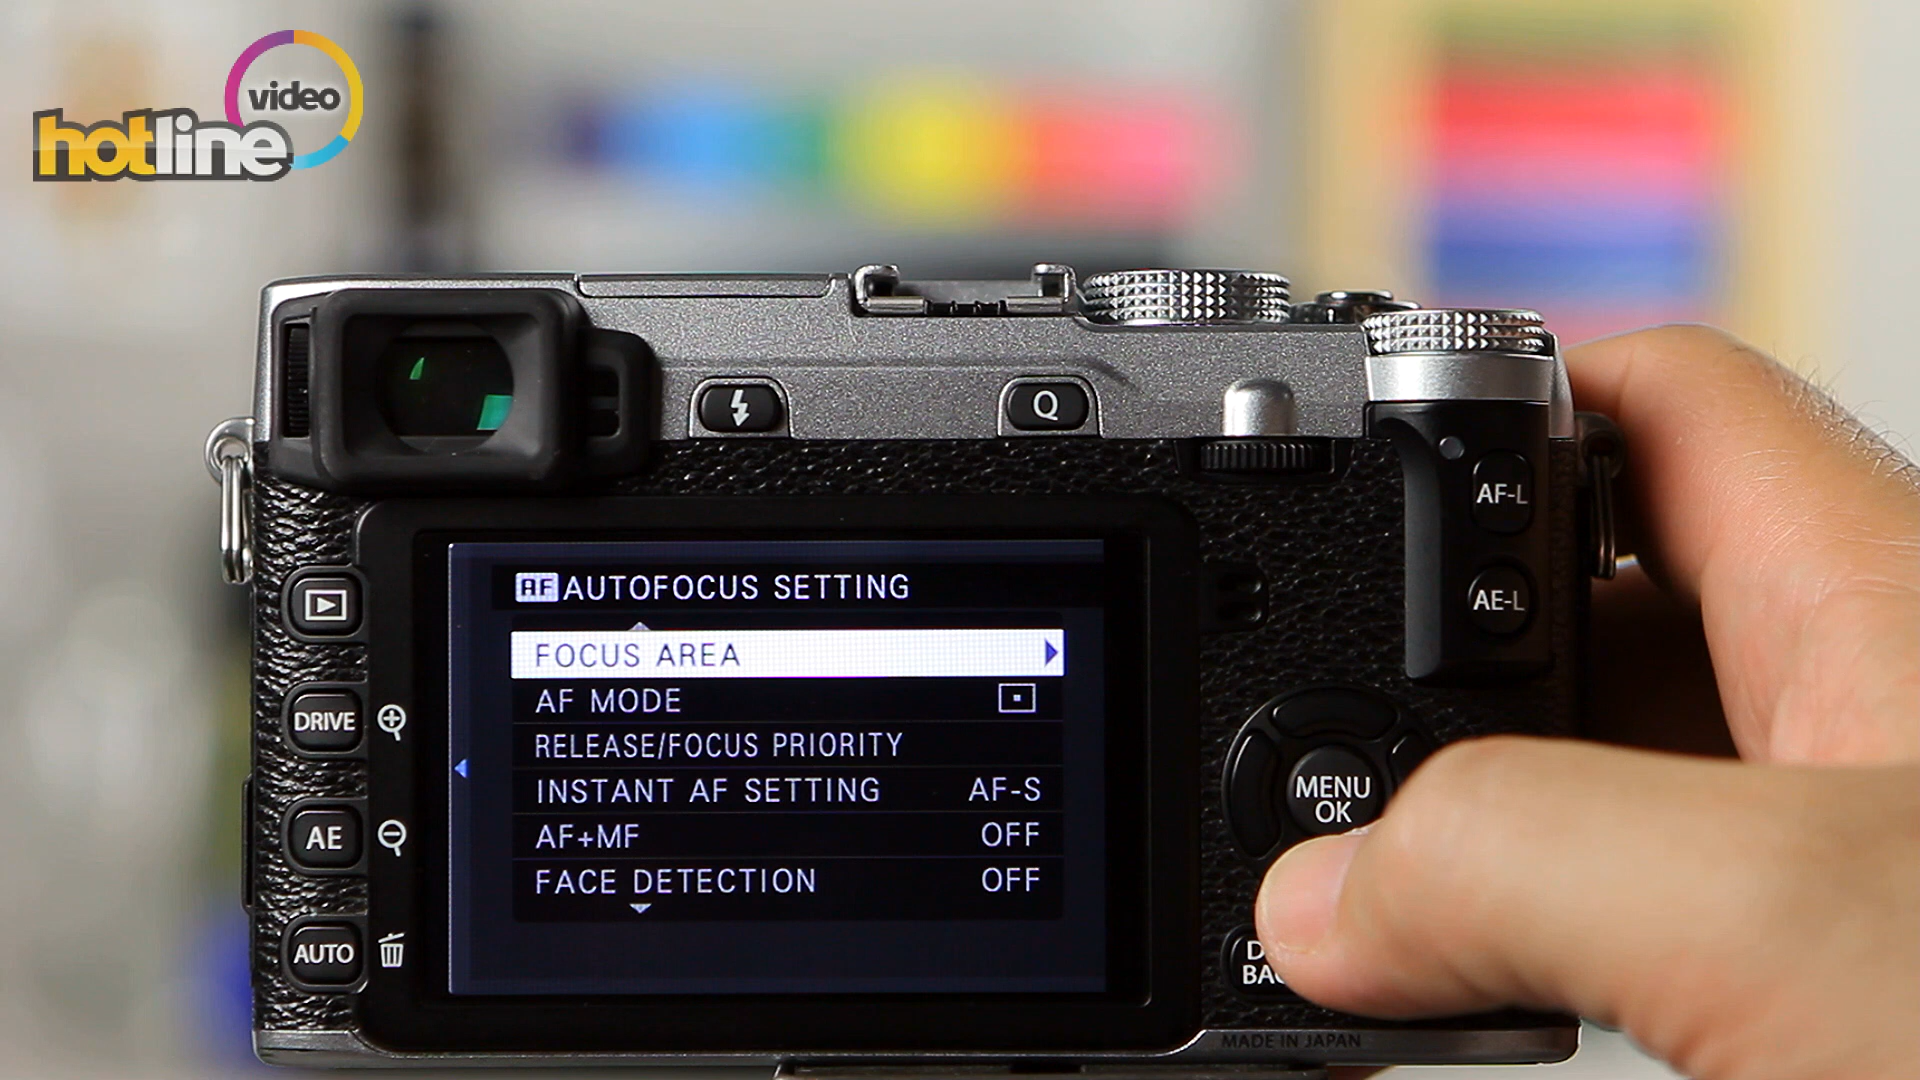 video
hotline
Q
AF-L
AE-L
AF AUTOFOCUS SETTING
FOCUS AREA
AF MODE
RELEASE/FOCUS PRIORITY
INSTANT AF SETTING AF-S
AF+MF OFF
FACE DETECTION OFF
DRIVE
AE
AUTO
MENU
OK
MADE IN JAPAN